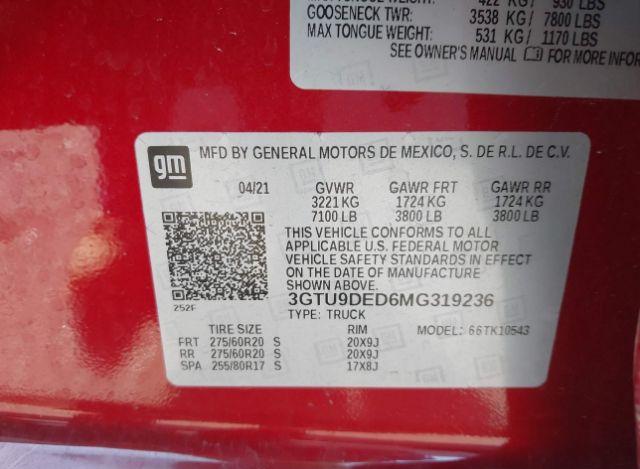 422 KG/ 930 LBS
GOOSENECK TWR: 3538 KG/ 7800 LBS
MAX TONGUE WEIGHT: 531 KG/ 1170 LBS
SEE OWNER'S MANUAL FOR MORE INFOR
gm MFD BY GENERAL MOTORS DE MEXICO, S. DE R.L. DE C.V.
04/21 GVWR GAWR FRT GAWR RR
3221 KG 1724 KG 1724 KG
7100 LB 3800 LB 3800 LB
THIS VEHICLE CONFORMS TO ALL
APPLICABLE U.S. FEDERAL MOTOR
VEHICLE SAFETY STANDARDS IN EFFECT
ON THE DATE OF MANUFACTURE
SHOWN ABOVE.
252F 3GTU9DED6MG319236
TYPE: TRUCK
TIRE SIZE RIM MODEL: 66TK10543
FRT 275/60R20 S 20X9J
RR 275/60R20 S 20X9J
SPA 255/80R17 S 17X8J